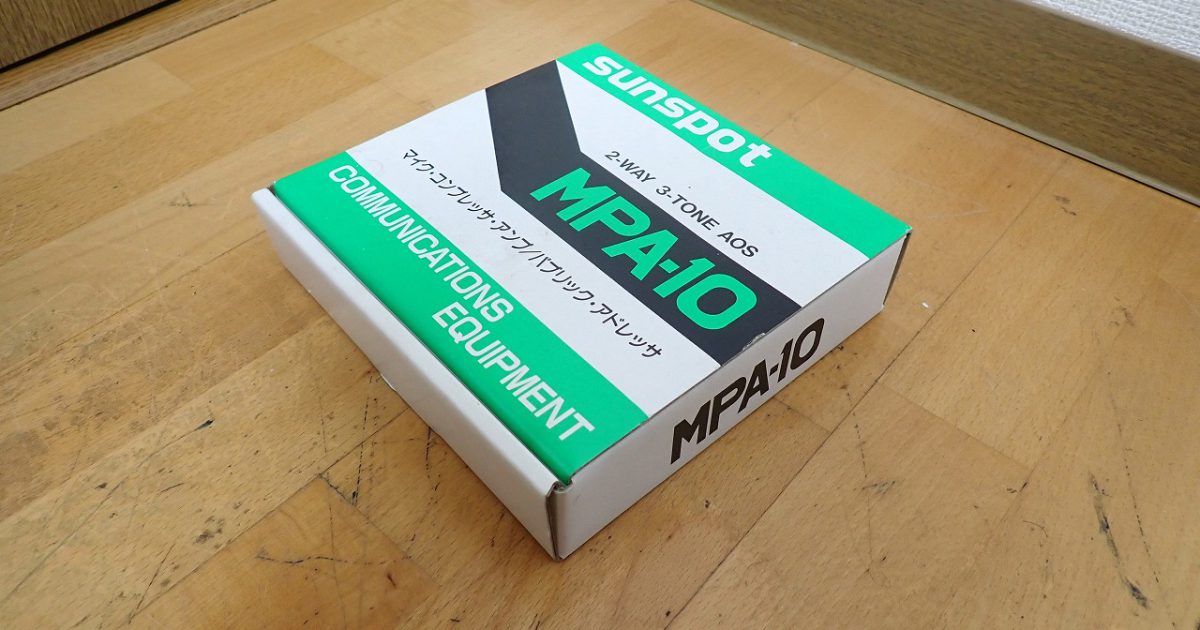 sunspot
2-WAY 3-TONE AOS
MPA-10
マイク・コンプレッサ・アンプ/パブリック・アドレッサ
COMMUNICATIONS
EQUIPMENT
MPA-10